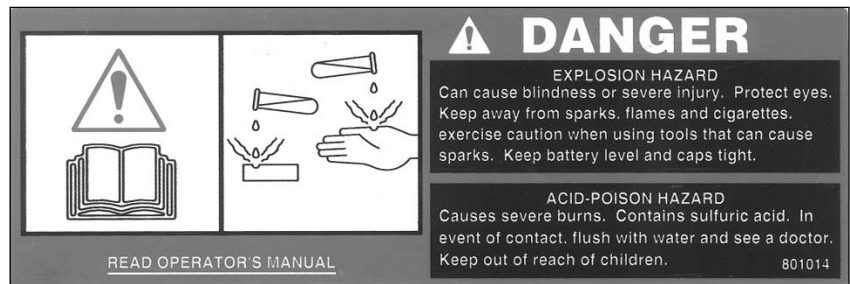 READ OPERATOR'S MANUAL
DANGER
EXPLOSION HAZARD
Can cause blindness or severe injury. Protect eyes.
Keep away from sparks, flames and cigarettes.
exercise caution when using tools that can cause
sparks. Keep battery level and caps tight.
ACID-POISON HAZARD
Causes severe burns. Contains sulfuric acid. In
event of contact, flush with water and see a doctor.
Keep out of reach of children.
801014